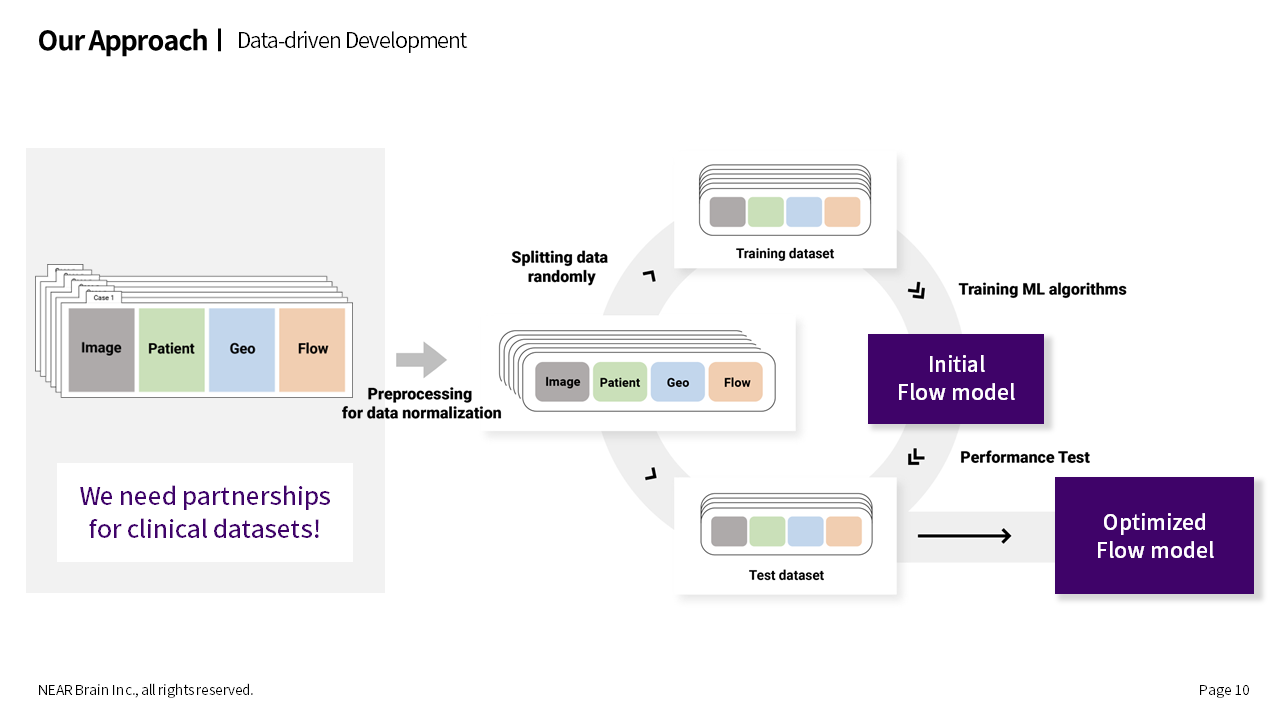 Our Approach | Data-driven Development
Case 1
Image Patient Geo Flow
We need partnerships
for clinical datasets!
Preprocessing
for data normalization
Splitting data
randomly
Image Patient Geo Flow
Training dataset
Training ML algorithms
Initial
Flow model
Performance Test
Test dataset
Optimized
Flow model
NEAR Brain Inc., all rights reserved.
Page 10